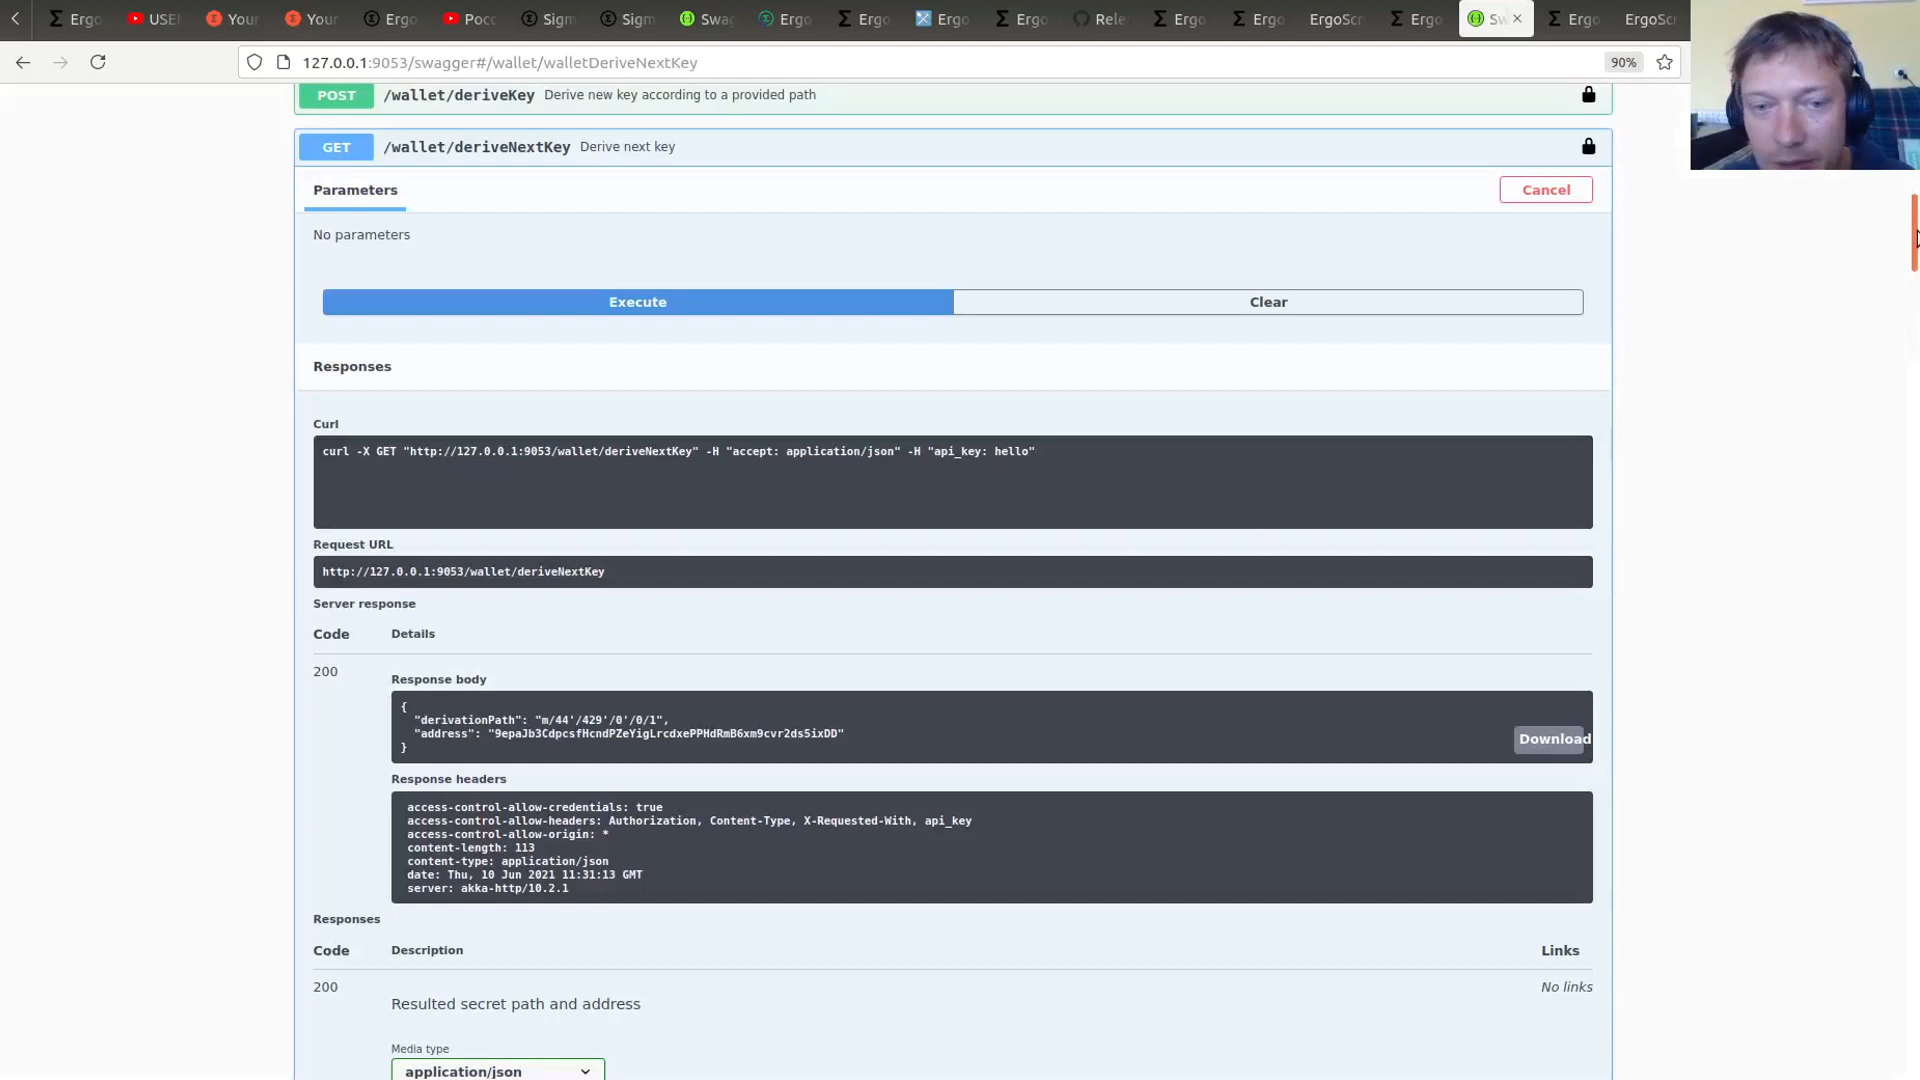 Ergo
USEI
Your
Your
Ergo
Poco
Sigm
Sigm
Swag
Ergo
Ergo
Ergo
Ergo
Rele
Ergo
Ergo
ErgoScri
Ergo
Sw
Ergo
ErgoScr
127.0.0.1:9053/swagger#/wallet/walletDeriveNextKey
90%
POST /wallet/deriveKey Derive new key according to a provided path
GET /wallet/deriveNextKey Derive next key
Parameters
Cancel
No parameters
Execute
Clear
Responses
Curl
curl -X GET "http://127.0.0.1:9053/wallet/deriveNextKey" -H "accept: application/json" -H "api_key: hello"
Request URL
http://127.0.0.1:9053/wallet/deriveNextKey
Server response
Code Details
200
Response body
{
"derivationPath": "m/44'/429'/0'/0/1",
"address": "9epaJb3CdpcsfHcndPZeYigLrcdxePPHdRmB6xm9cvr2ds5ixDD"
}
Download
Response headers
access-control-allow-credentials: true
access-control-allow-headers: Authorization, Content-Type, X-Requested-With, api_key
access-control-allow-origin: *
content-length: 113
content-type: application/json
date: Thu, 10 Jun 2021 11:31:13 GMT
server: akka-http/10.2.1
Responses
Code Description Links
200
No links
Resulted secret path and address
Media type
application/json